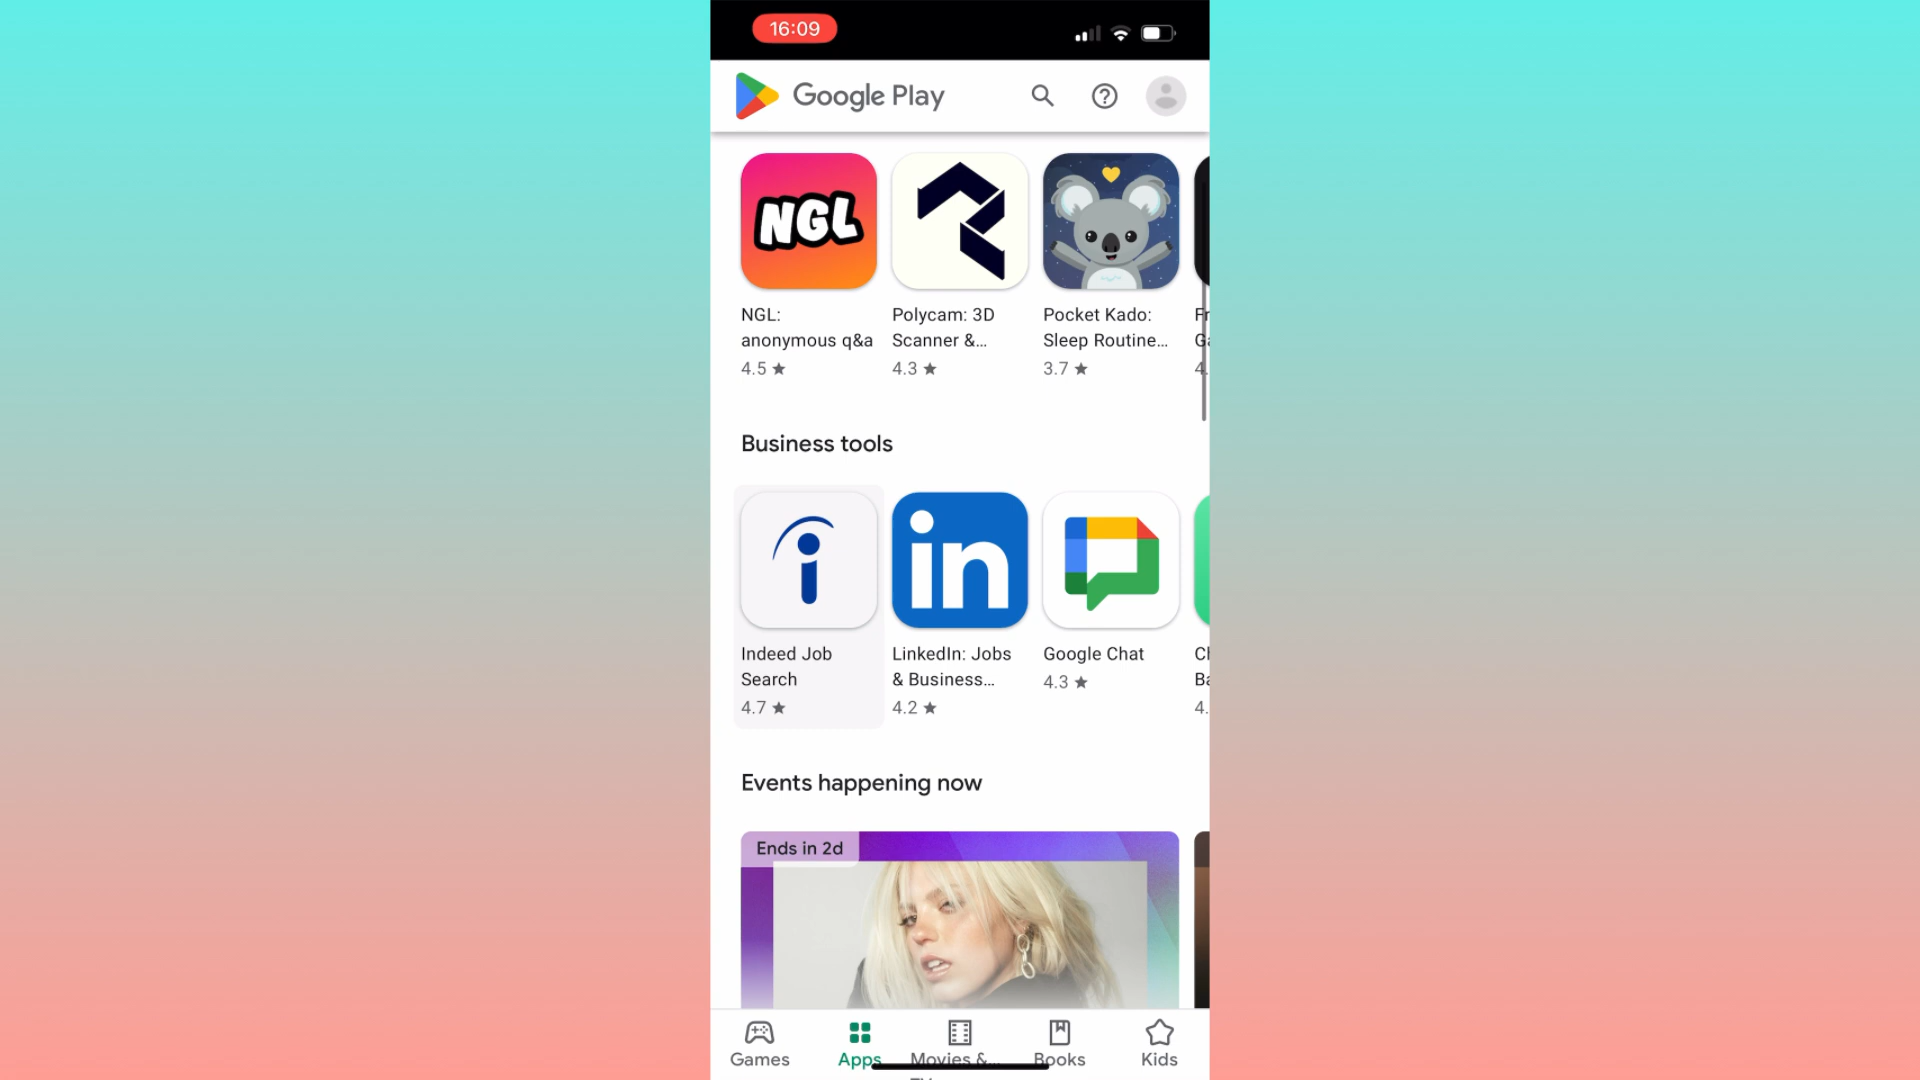 16:09
Google Play
NGL
NGL:
anonymous q&a
4.5 ★
Polycam: 3D
Scanner &...
4.3 ★
Pocket Kado:
Sleep Routine...
3.7 ★
4.
Business tools
in
Indeed Job
Search
4.7 ★
LinkedIn: Jobs
& Business...
4.2 ★
Google Chat
4.3 ★
4.
Events happening now
Ends in 2d
Games
Apps
Movies &...
Books
Kids